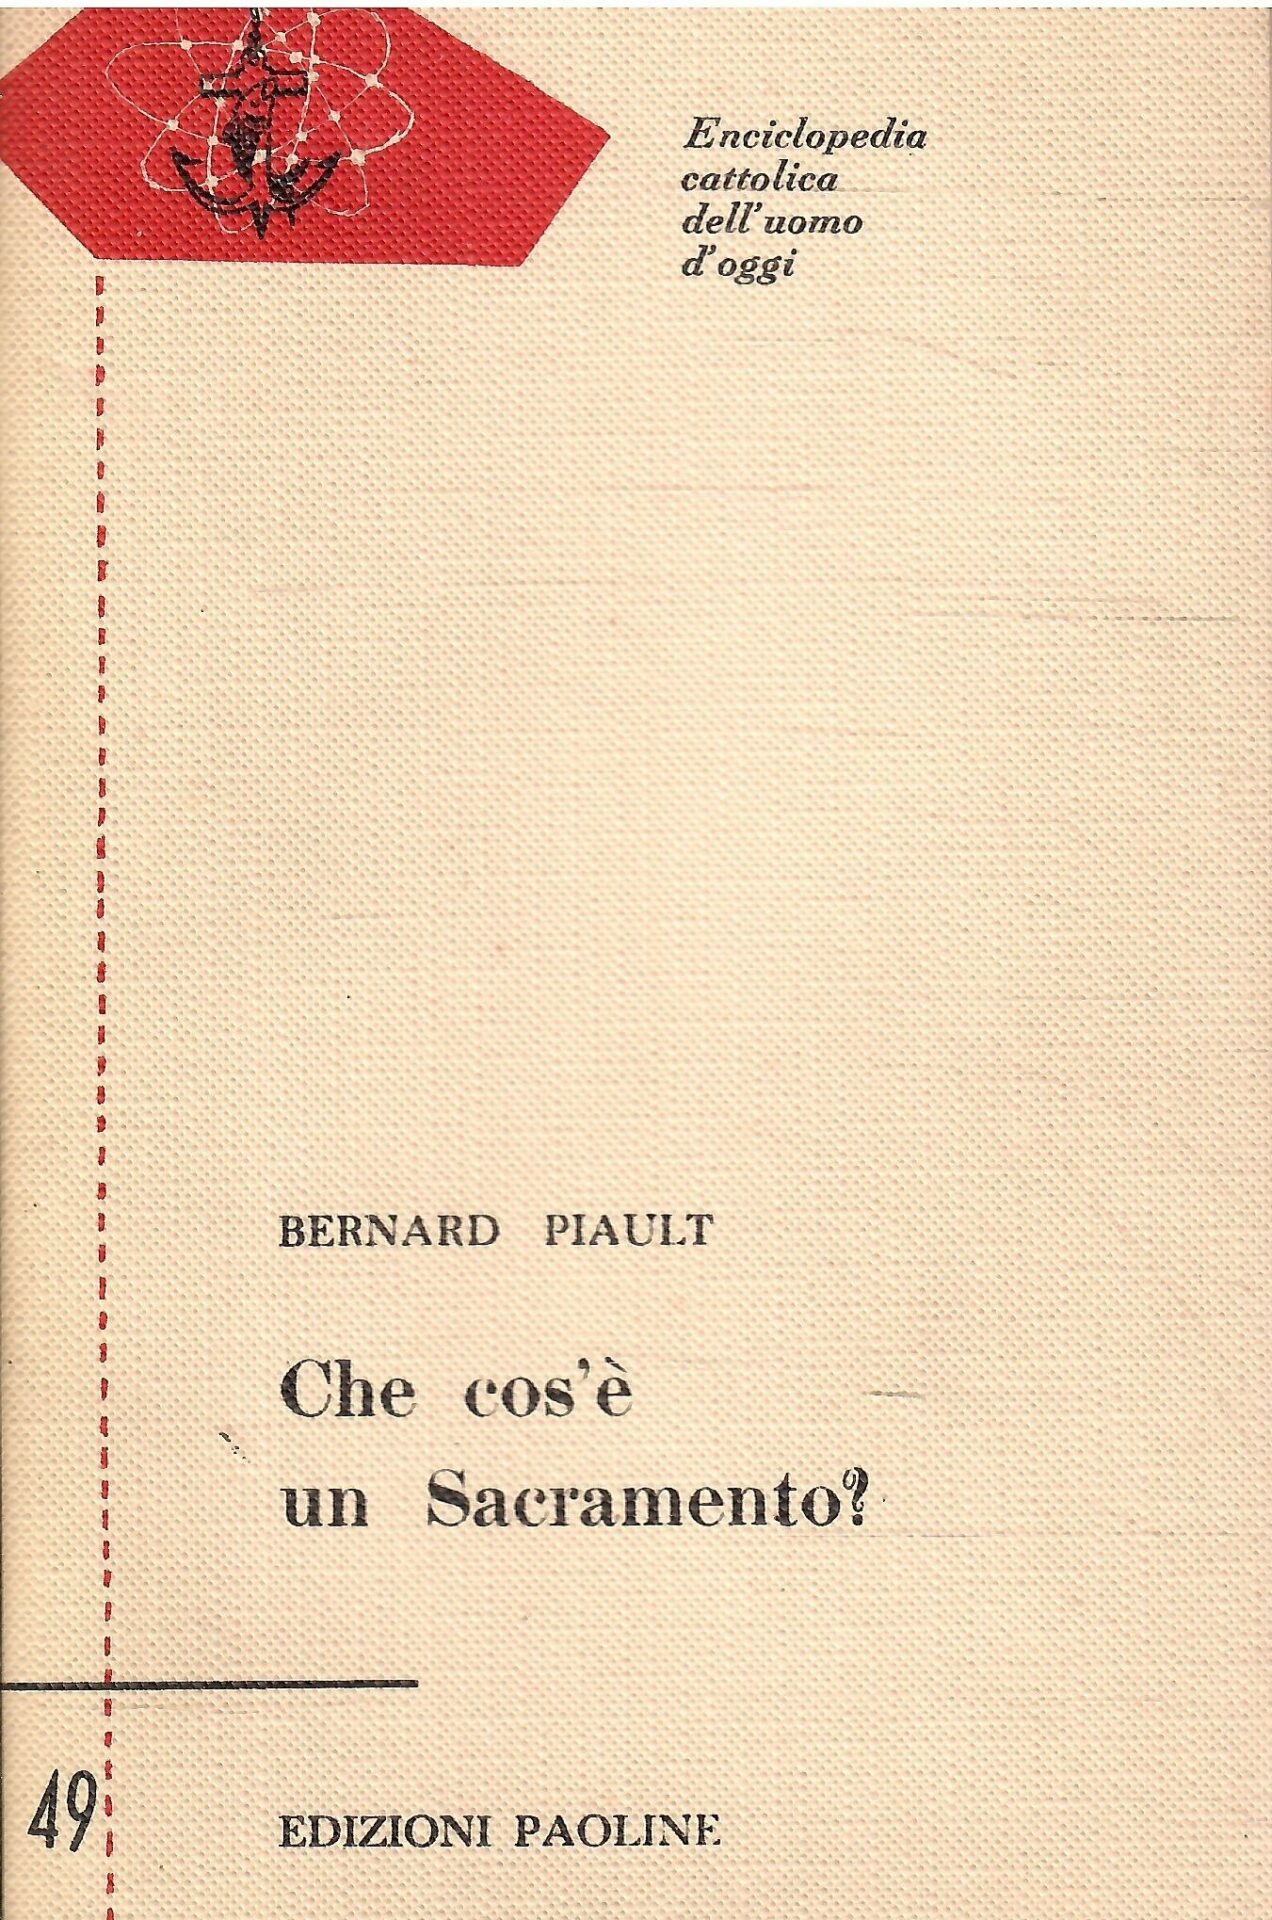 Enciclopedia
cattolica
dell'uomo
d'oggi
BERNARD PIAULT
Che cos'è
un Sacramento?
49
EDIZIONI PAOLINE